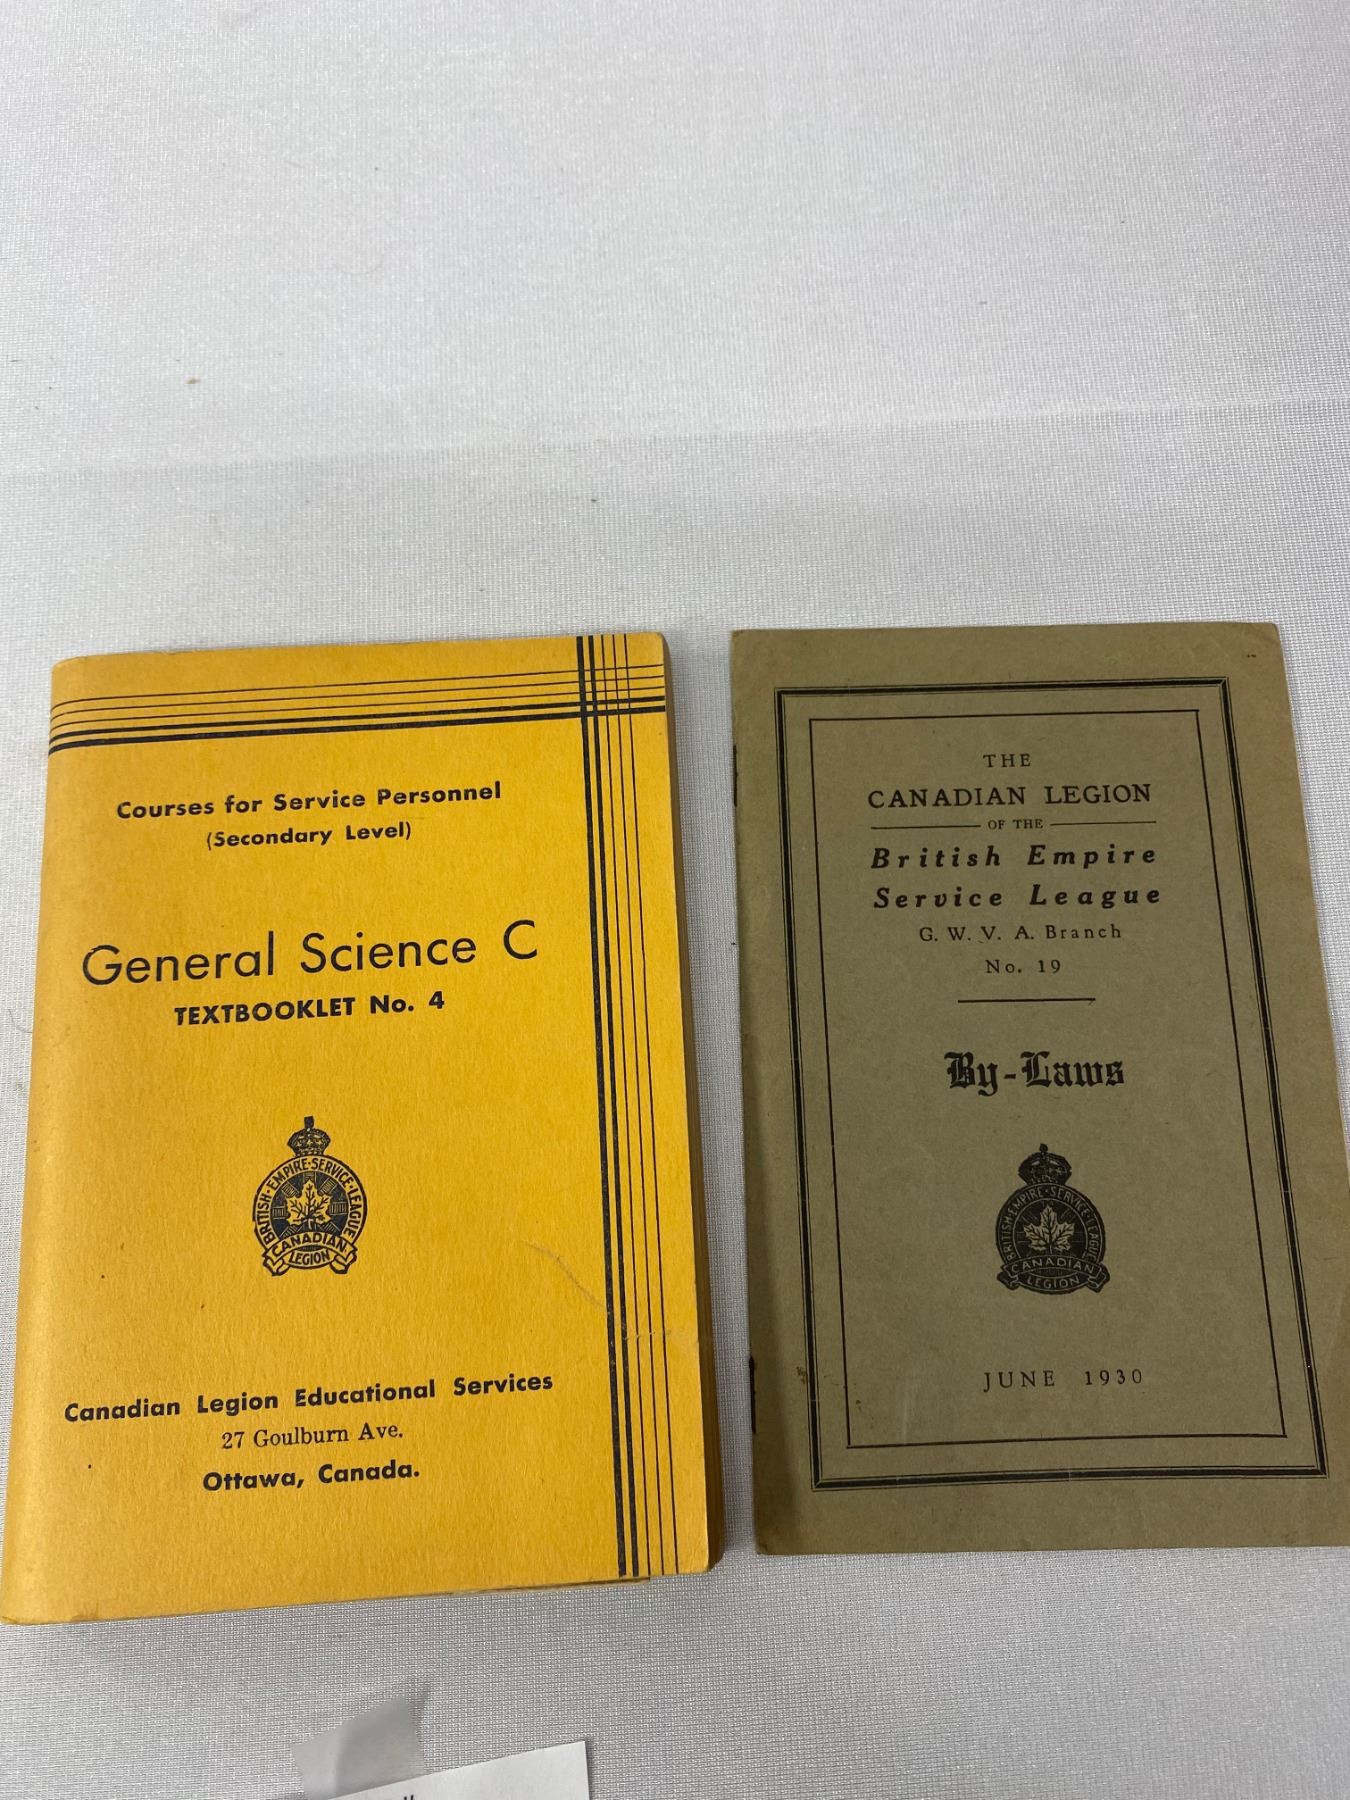 Courses for Service Personnel
(Secondary Level)
General Science C
TEXTBOOKLET No. 4
BRITISH·EMPIRE·SERVICE·LEAGUE
CANADIAN
LEGION
Canadian Legion Educational Services
27 Goulburn Ave.
Ottawa, Canada.
THE
CANADIAN LEGION
OF THE
British Empire
Service League
G. W. V. A. Branch
No. 19
By-Laws
BRITISH·EMPIRE·SERVICE·LEAGUE
CANADIAN
LEGION
JUNE 1930